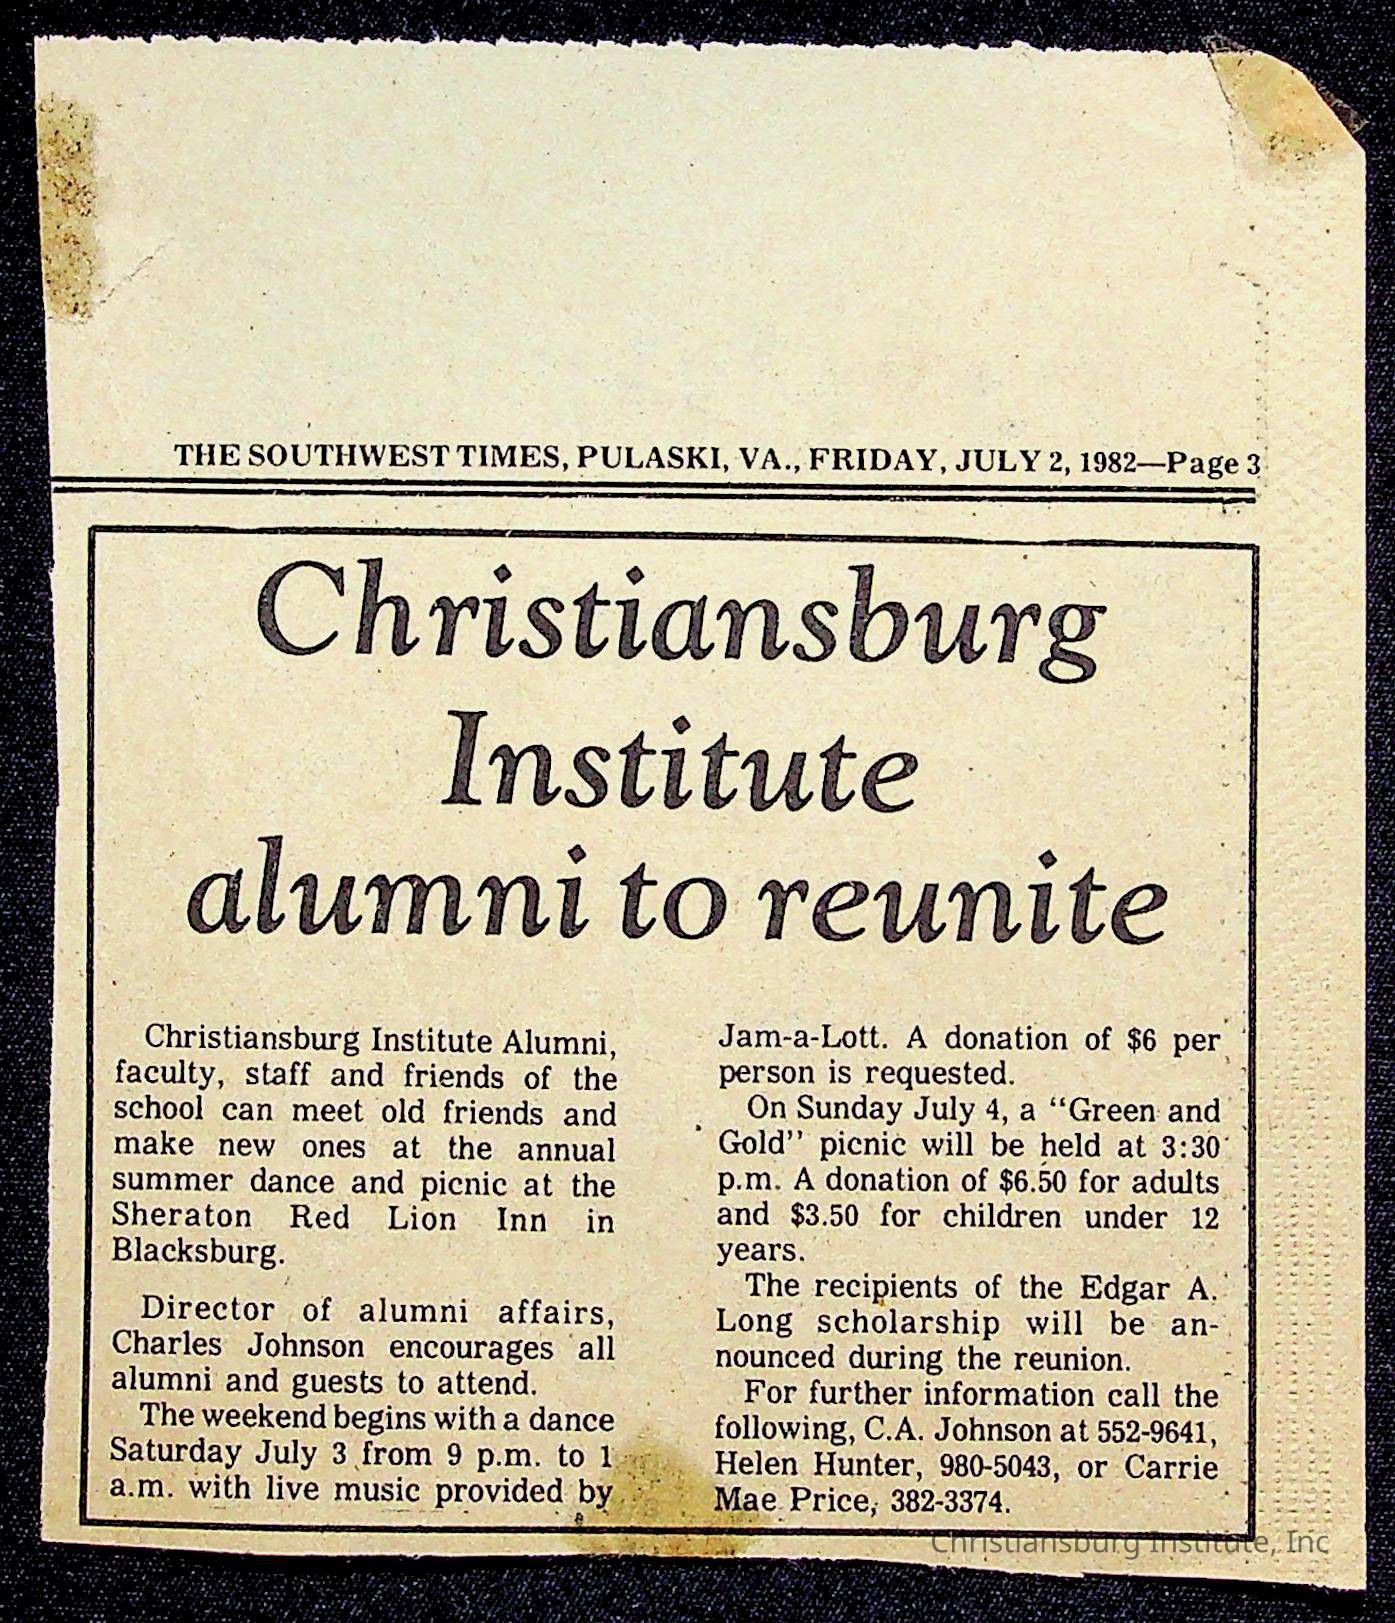 THE SOUTHWEST TIMES, PULASKI, VA., FRIDAY, JULY 2, 1982—Page 3
Christiansburg
Institute
alumni to reunite
Christiansburg Institute Alumni,
faculty, staff and friends of the
school can meet old friends and
make new ones at the annual
summer dance and picnic at the
Sheraton Red Lion Inn in
Blacksburg.
Director of alumni affairs,
Charles Johnson encourages all
alumni and guests to attend.
The weekend begins with a dance
Saturday July 3 from 9 p.m. to 1
a.m. with live music provided by
Jam-a-Lott. A donation of $6 per
person is requested.
On Sunday July 4, a "Green and
Gold" picnic will be held at 3:30
p.m. A donation of $6.50 for adults
and $3.50 for children under 12
years.
The recipients of the Edgar A.
Long scholarship will be an-
nounced during the reunion.
For further information call the
following, C.A. Johnson at 552-9641,
Helen Hunter, 980-5043, or Carrie
Mae Price, 382-3374.
Christiansburg Institute, Inc